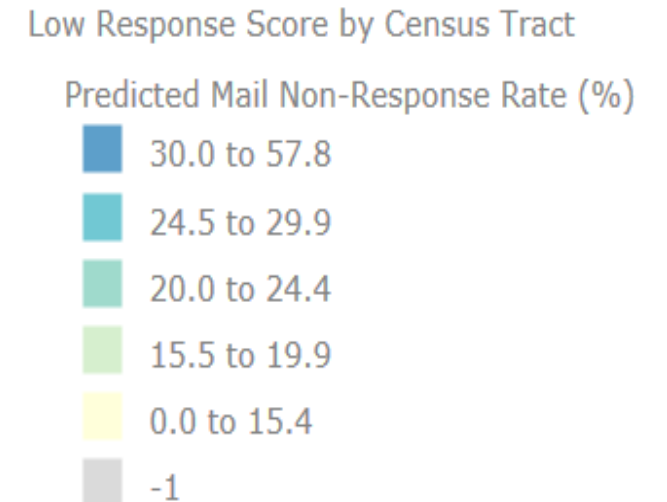 Low Response Score by Census Tract
Predicted Mail Non-Response Rate (%)
30.0 to 57.8
24.5 to 29.9
20.0 to 24.4
15.5 to 19.9
0.0 to 15.4
-1